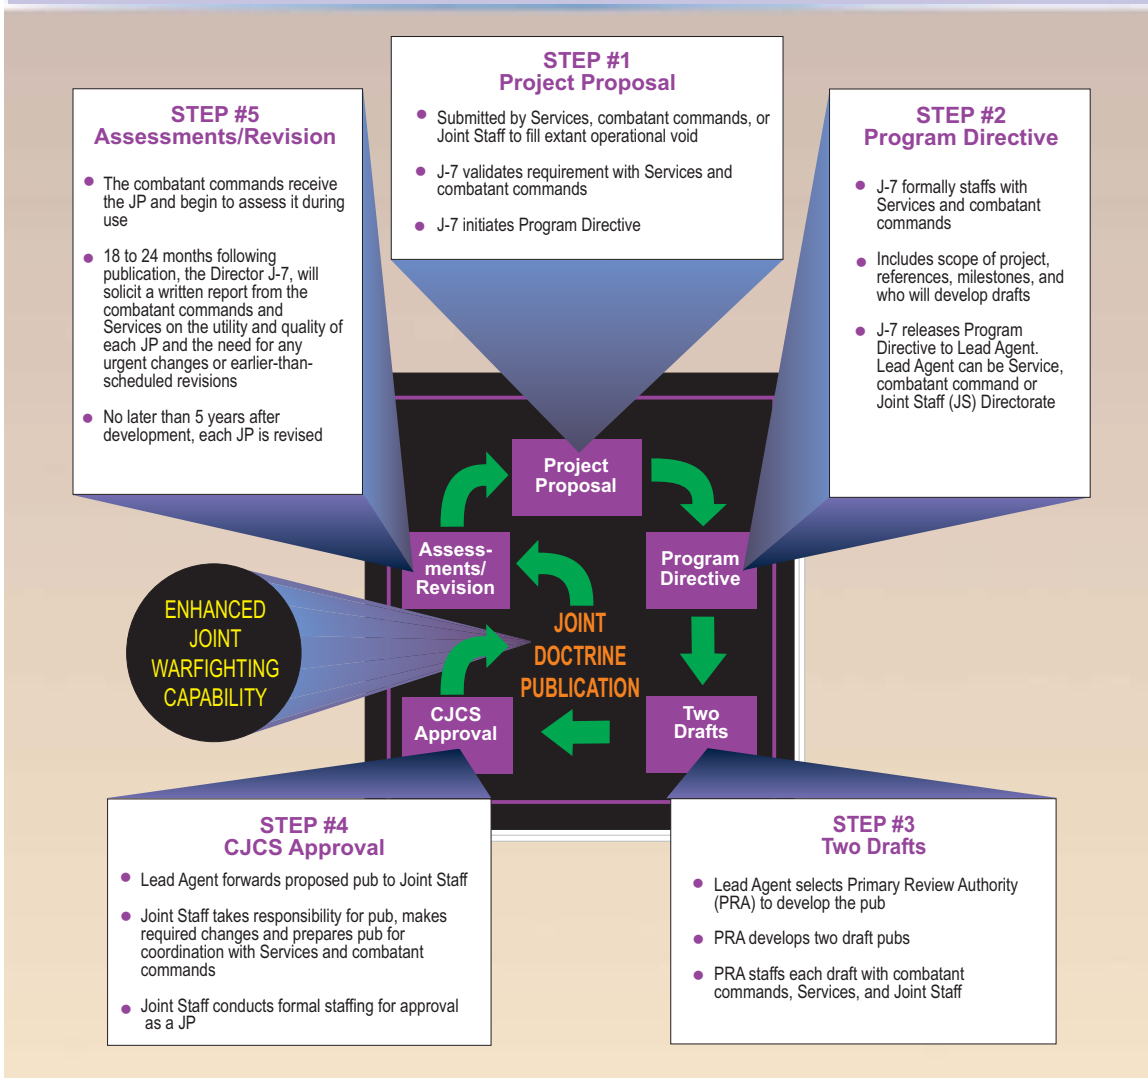 STEP #1
Project Proposal
• Submitted by Services, combatant commands, or
Joint Staff to fill extant operational void
• J-7 validates requirement with Services and
combatant commands
• J-7 initiates Program Directive
STEP #2
Program Directive
• J-7 formally staffs with
Services and combatant
commands
• Includes scope of project,
references, milestones, and
who will develop drafts
• J-7 releases Program
Directive to Lead Agent.
Lead Agent can be Service,
combatant command or
Joint Staff (JS) Directorate
STEP #5
Assessments/Revision
• The combatant commands receive
the JP and begin to assess it during
use
• 18 to 24 months following
publication, the Director J-7, will
solicit a written report from the
combatant commands and
Services on the utility and quality of
each JP and the need for any
urgent changes or earlier-than-
scheduled revisions
• No later than 5 years after
development, each JP is revised
Project
Proposal
Assess-
ments/
Revision
Program
Directive
ENHANCED
JOINT
WARFIGHTING
CAPABILITY
JOINT
DOCTRINE
PUBLICATION
CJCS
Approval
Two
Drafts
STEP #4
CJCS Approval
• Lead Agent forwards proposed pub to Joint Staff
• Joint Staff takes responsibility for pub, makes
required changes and prepares pub for
coordination with Services and combatant
commands
• Joint Staff conducts formal staffing for approval
as a JP
STEP #3
Two Drafts
• Lead Agent selects Primary Review Authority
(PRA) to develop the pub
• PRA develops two draft pubs
• PRA staffs each draft with combatant
commands, Services, and Joint Staff